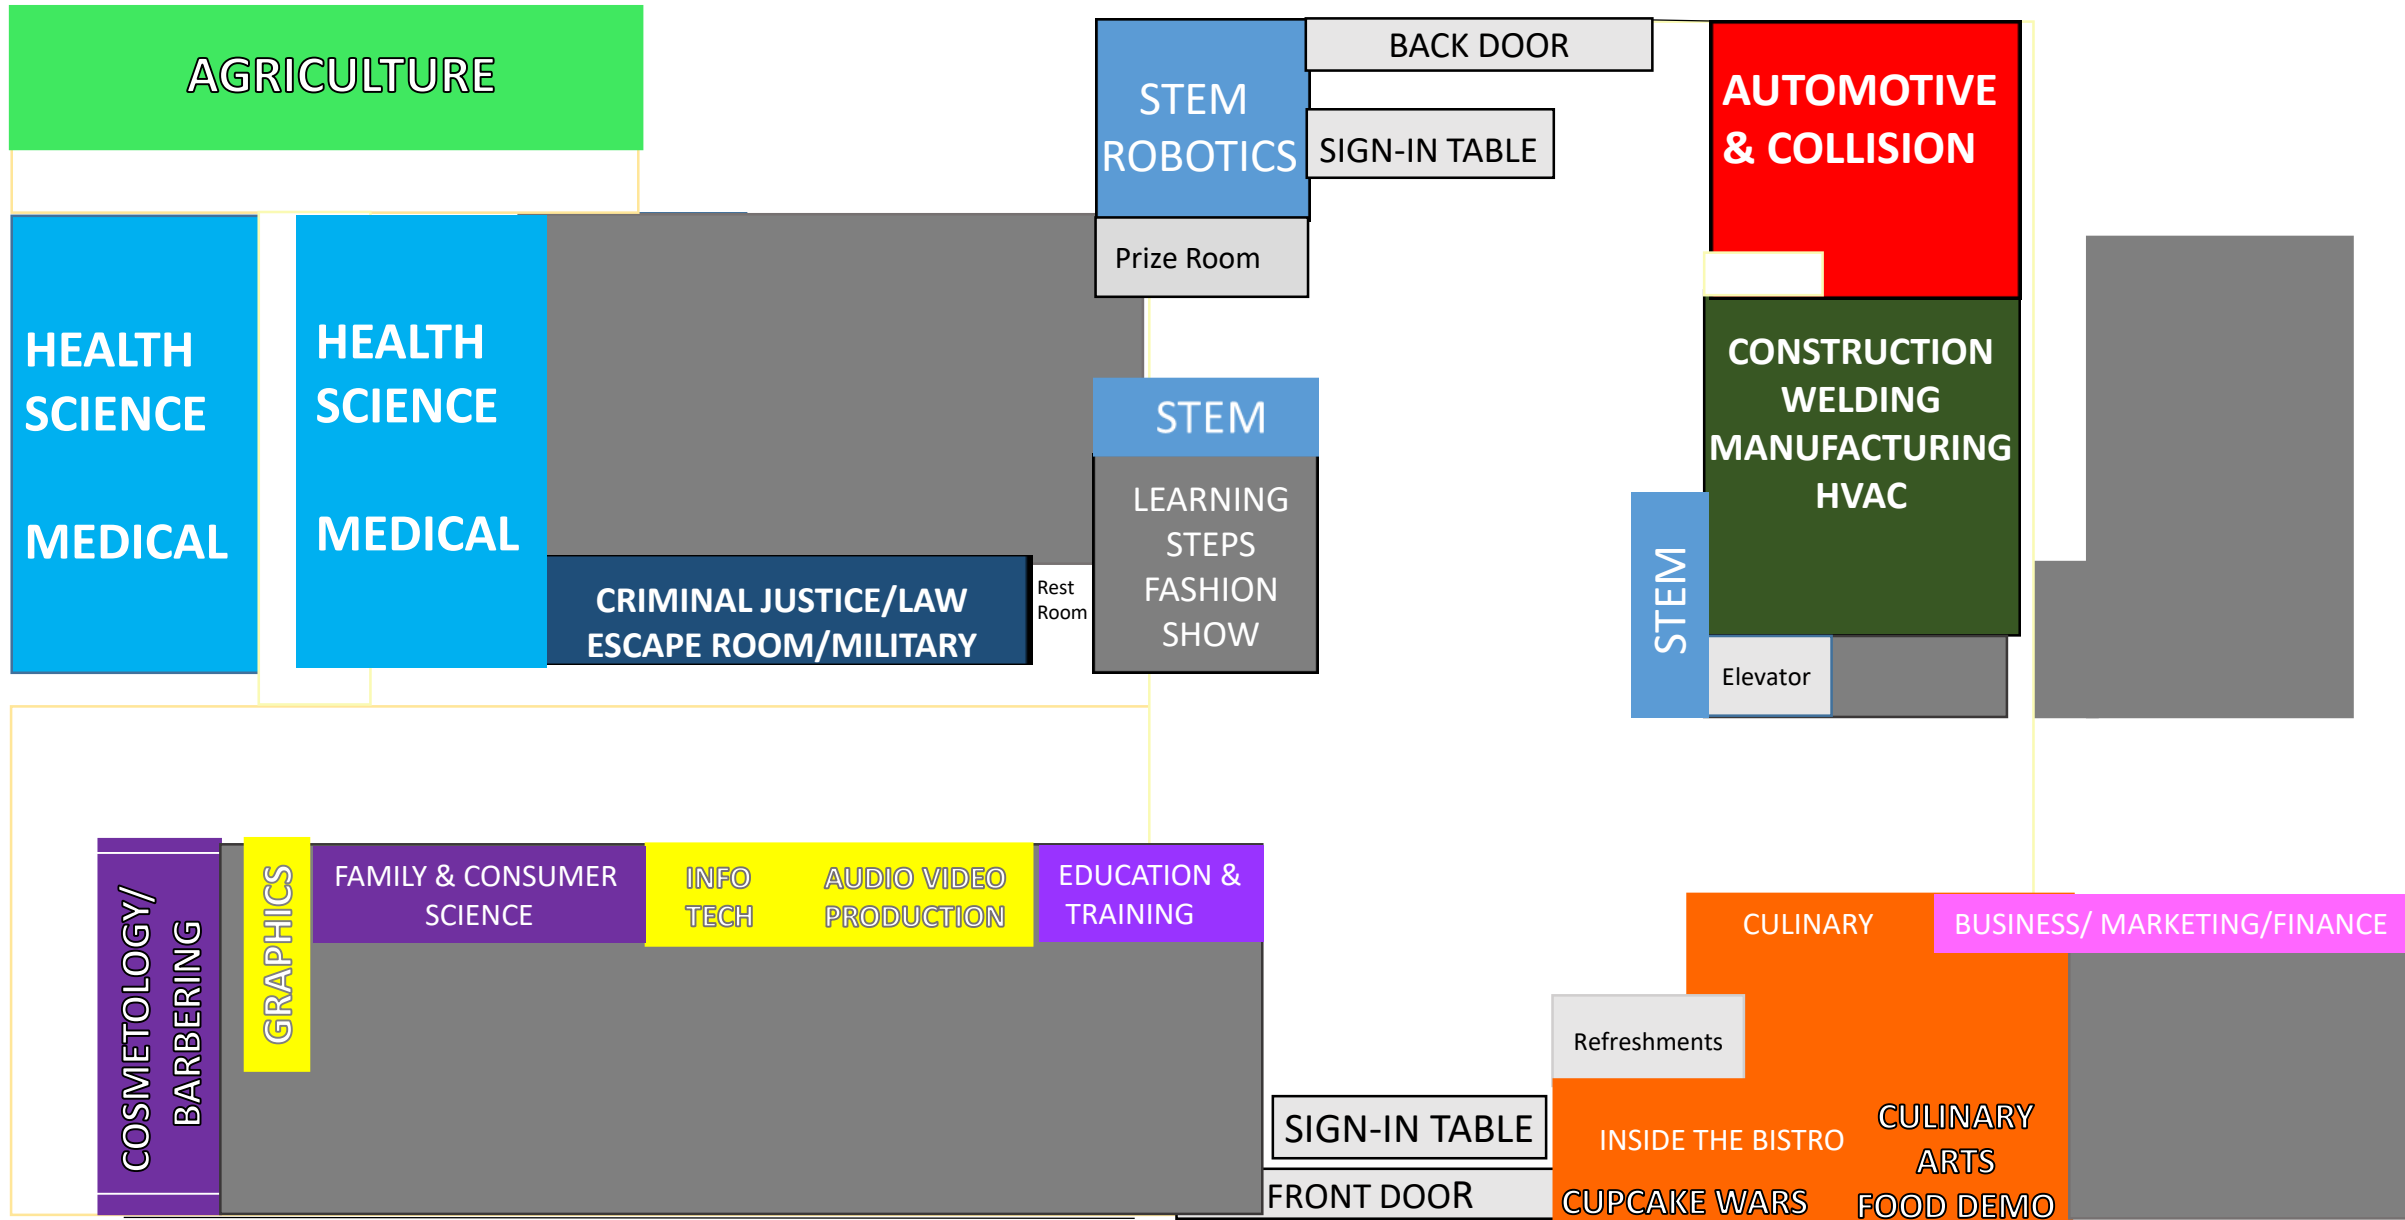 AGRICULTURE
STEM
ROBOTICS
BACK DOOR
SIGN-IN TABLE
Prize Room
AUTOMOTIVE
& COLLISION
HEALTH
SCIENCE
MEDICAL
HEALTH
SCIENCE
MEDICAL
CRIMINAL JUSTICE/LAW
ESCAPE ROOM/MILITARY
Rest
Room
STEM
LEARNING
STEPS
FASHION
SHOW
CONSTRUCTION
WELDING
MANUFACTURING
HVAC
STEM
Elevator
COSMETOLOGY/
BARBERING
GRAPHICS
FAMILY & CONSUMER
SCIENCE
INFO
TECH
AUDIO VIDEO
PRODUCTION
EDUCATION &
TRAINING
CULINARY
BUSINESS/ MARKETING/FINANCE
Refreshments
SIGN-IN TABLE
FRONT DOOR
INSIDE THE BISTRO
CUPCAKE WARS
CULINARY
ARTS
FOOD DEMO